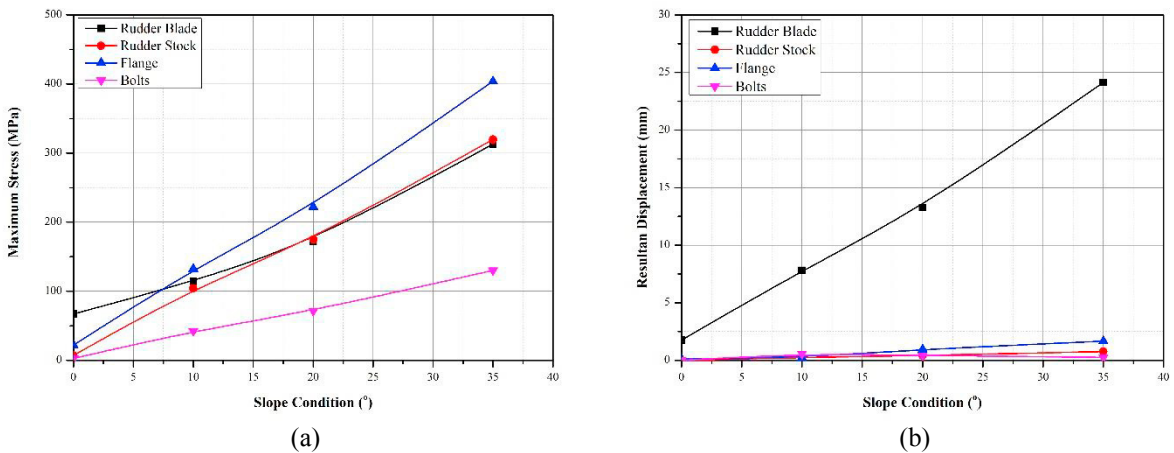 500
400
300
200
100
0
Maximum Stress (MPa)
Rudder Blade
Rudder Stock
Flange
Bolts
0 5 10 15 20 25 30 35 40
Slope Condition (°)
(a)
30
25
20
15
10
5
0
Resultan Displacement (mm)
Rudder Blade
Rudder Stock
Flange
Bolts
0 5 10 15 20 25 30 35 40
Slope Condition (°)
(b)